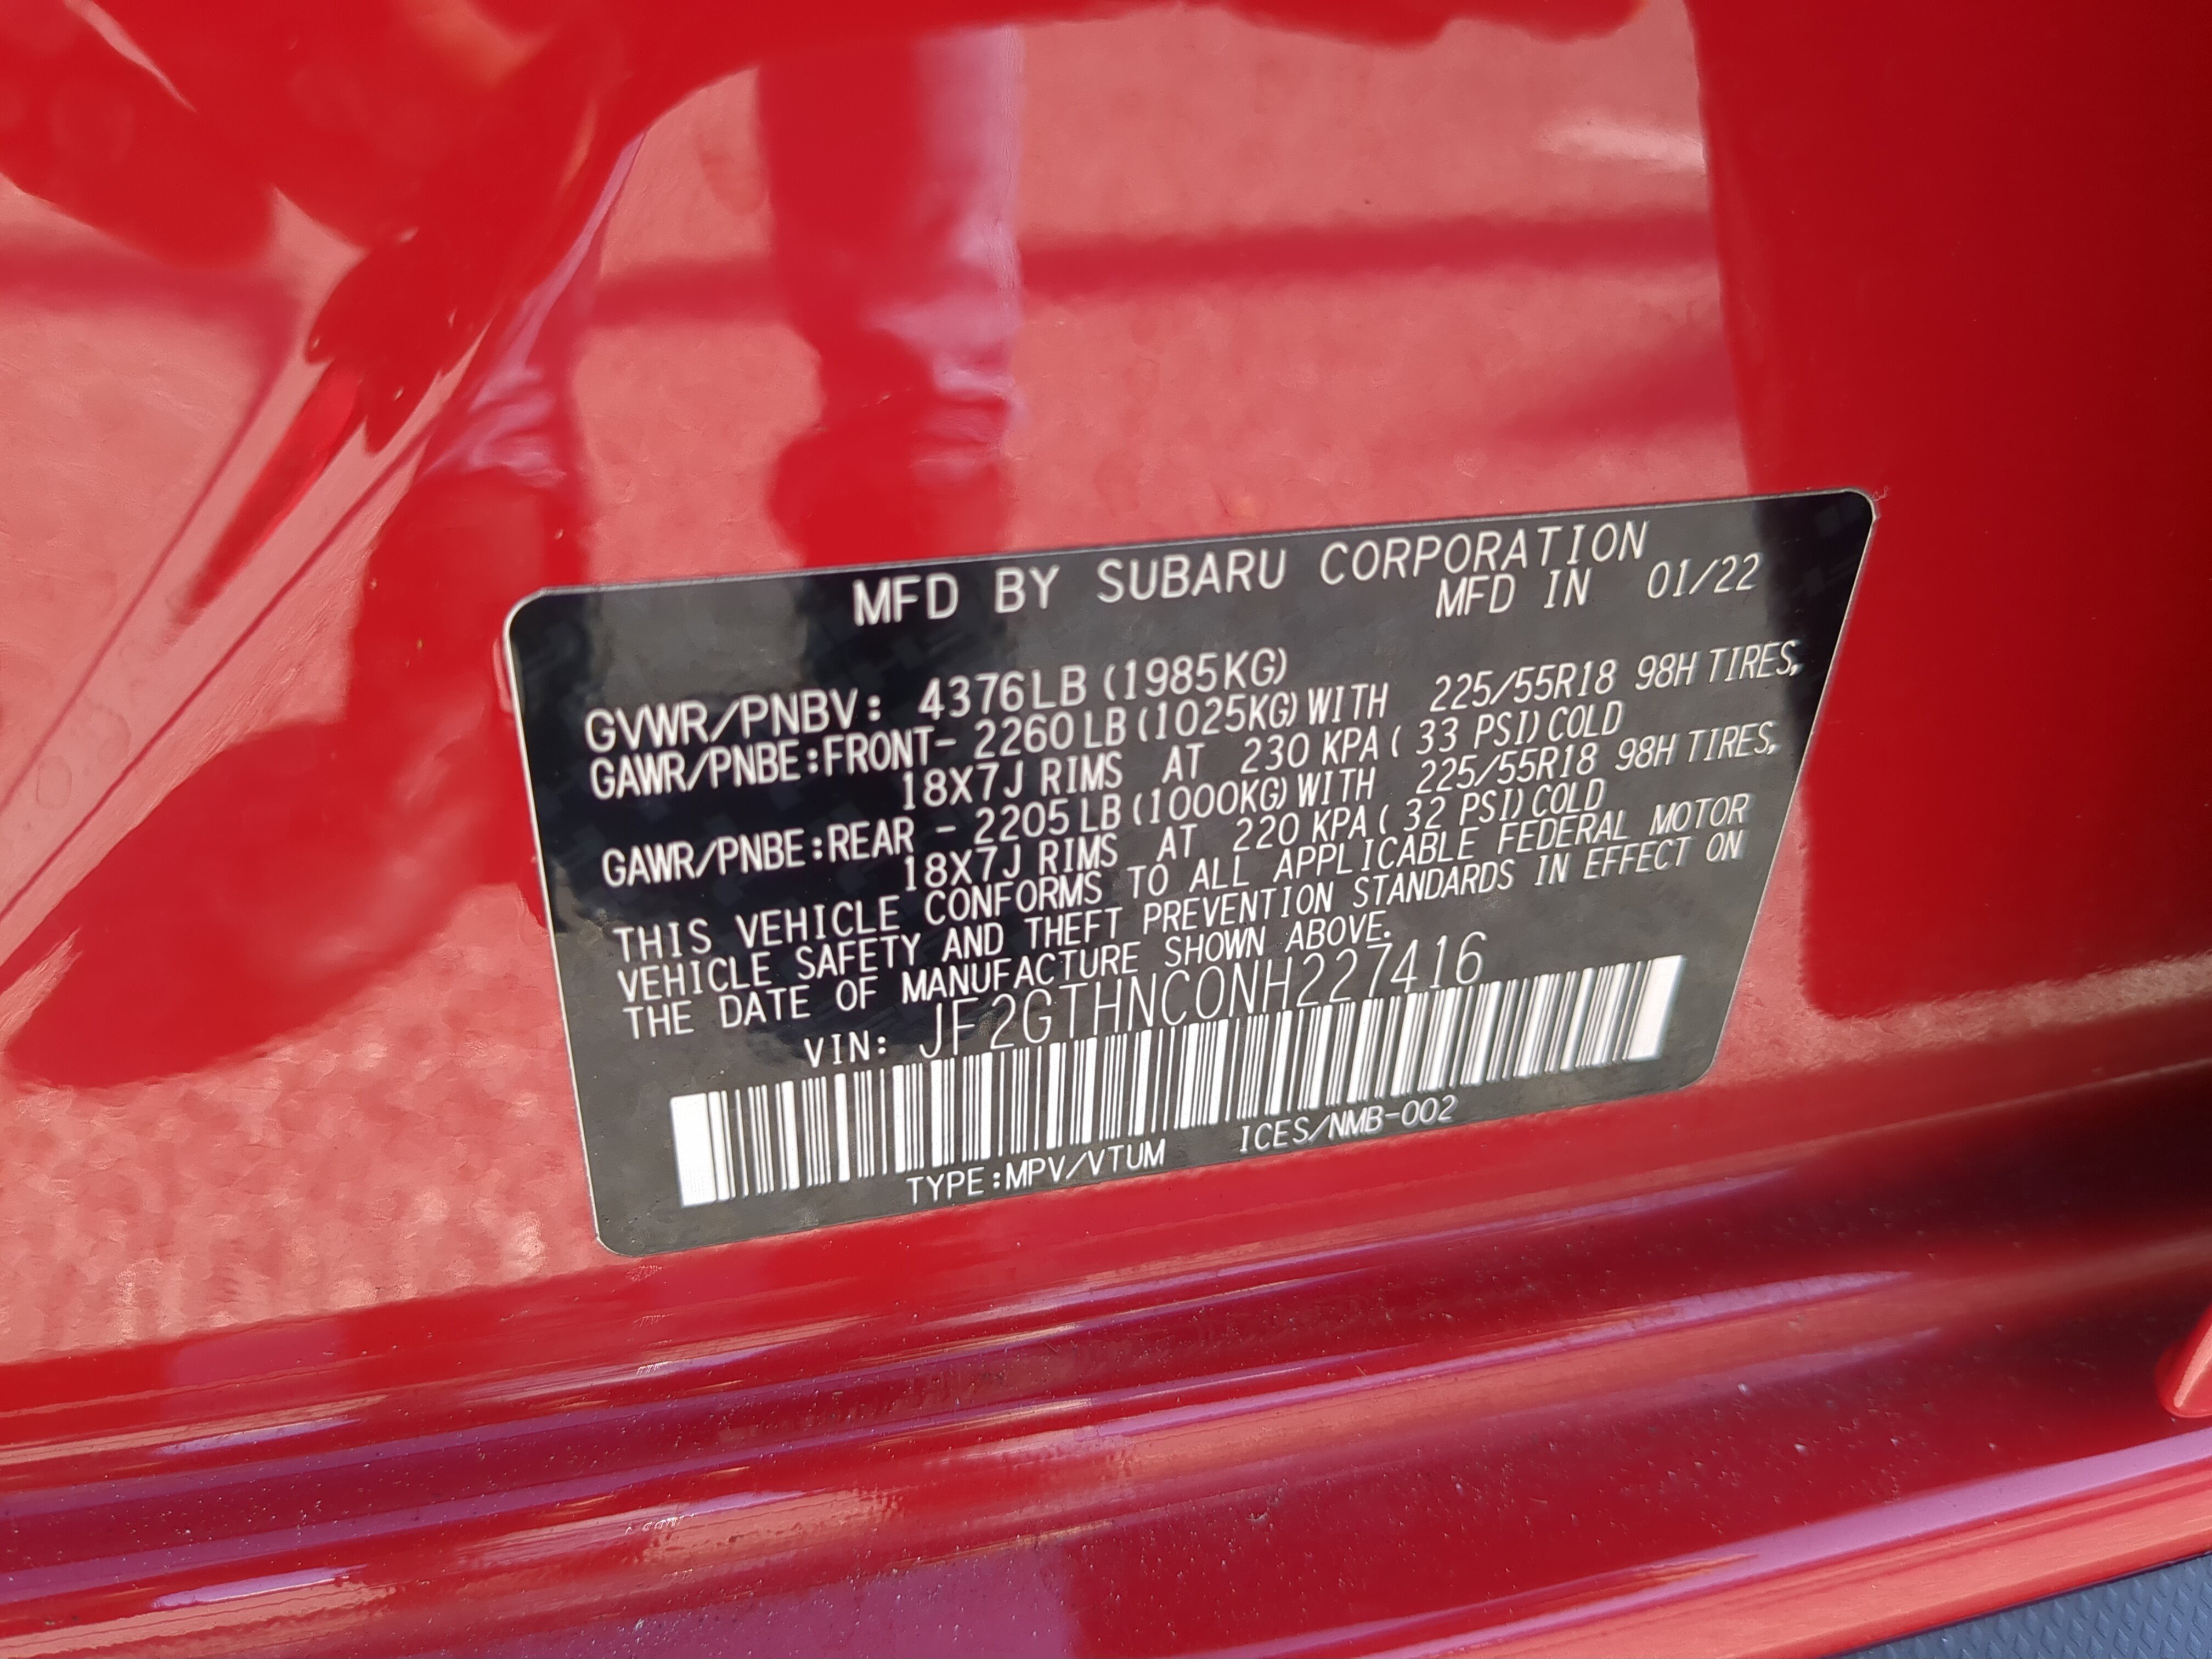 MFD BY SUBARU CORPORATION
MFD IN 01/22
GVWR/PNBV: 4376LB (1985KG)
GAWR/PNBE:FRONT- 2260LB (1025KG) WITH 225/55R18 98H TIRES,
18X7J RIMS AT 230 KPA ( 33 PSI) COLD
GAWR/PNBE:REAR - 2205LB (1000KG) WITH 225/55R18 98H TIRES,
18X7J RIMS AT 220 KPA ( 32 PSI) COLD
THIS VEHICLE CONFORMS TO ALL APPLICABLE FEDERAL MOTOR
VEHICLE SAFETY AND THEFT PREVENTION STANDARDS IN EFFECT ON
THE DATE OF MANUFACTURE SHOWN ABOVE.
VIN: JF2GTHNC0NH227416
TYPE:MPV/VTUM ICES/NMB-002